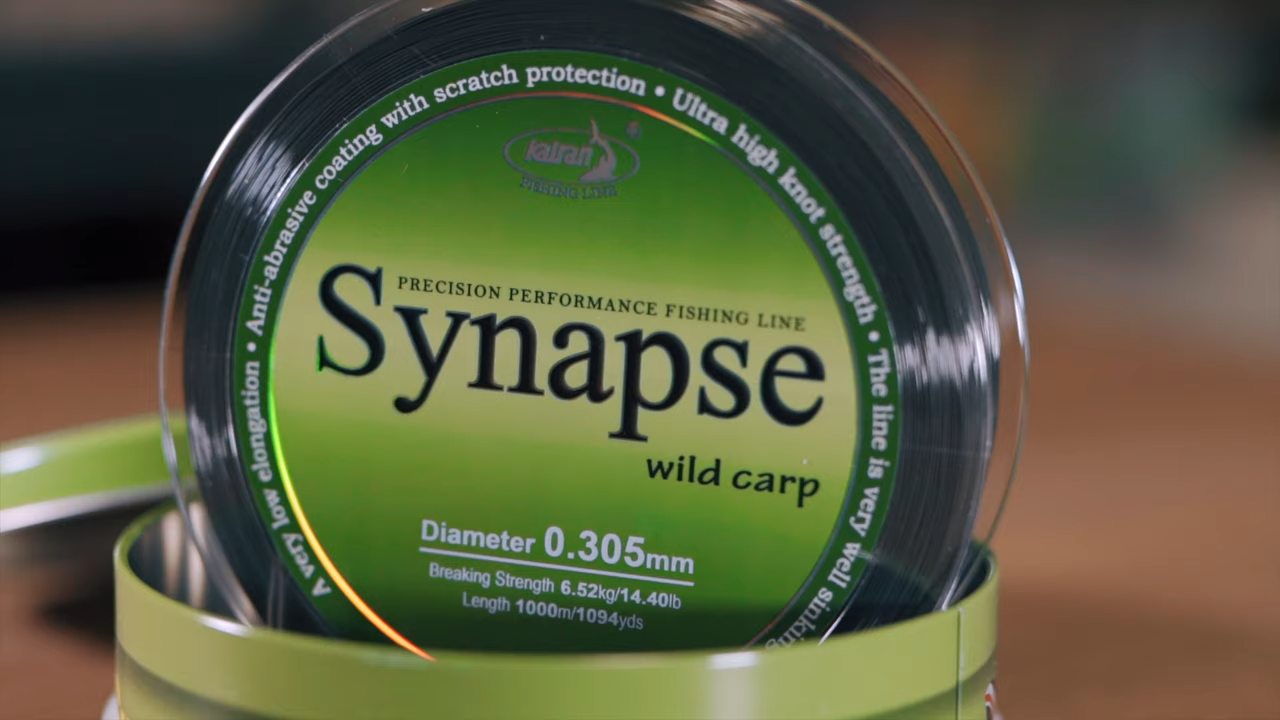 A very low elongation • Anti-abrasive coating with scratch protection • Ultra high knot strength • The line is very well sinking
katran®
FISHING LINE
PRECISION PERFORMANCE FISHING LINE
Synapse
wild carp
Diameter 0.305mm
Breaking Strength 6.52kg/14.40lb
Length 1000m/1094yds